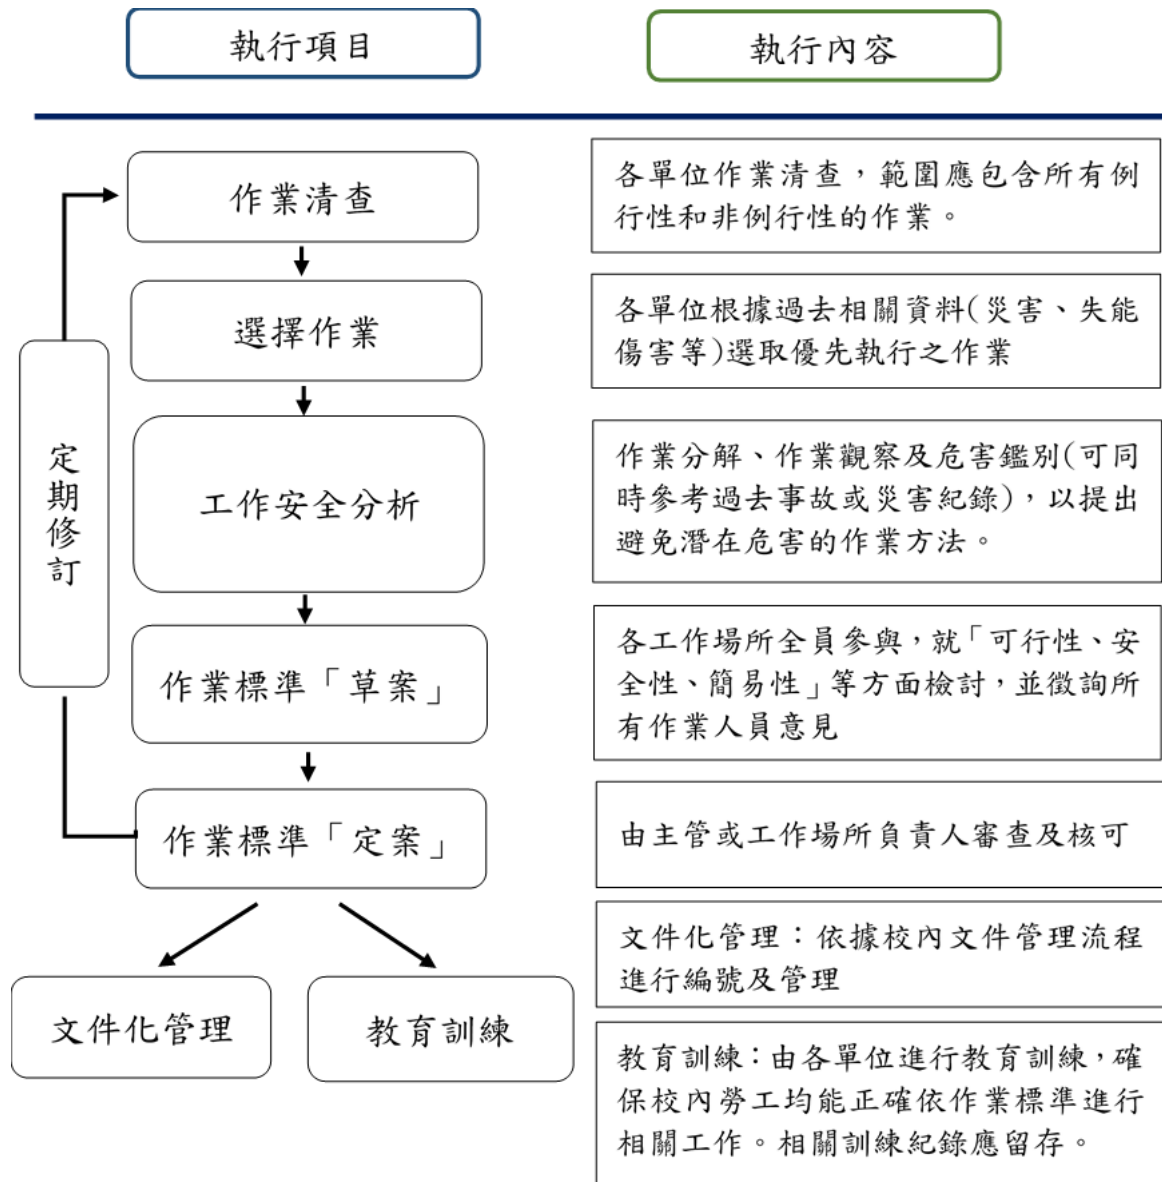 執行項目
執行內容
作業清查
各單位作業清查，範圍應包含所有例
行性和非例行性的作業。
選擇作業
各單位根據過去相關資料(災害、失能
傷害等)選取優先執行之作業
定期修訂
工作安全分析
作業分解、作業觀察及危害鑑別(可同
時參考過去事故或災害紀錄)，以提出
避免潛在危害的作業方法。
作業標準「草案」
各工作場所全員參與，就「可行性、安
全性、簡易性」等方面檢討，並徵詢所
有作業人員意見
作業標準「定案」
由主管或工作場所負責人審查及核可
文件化管理
教育訓練
文件化管理：依據校內文件管理流程
進行編號及管理
教育訓練：由各單位進行教育訓練，確
保校內勞工均能正確依作業標準進行
相關工作。相關訓練紀錄應留存。